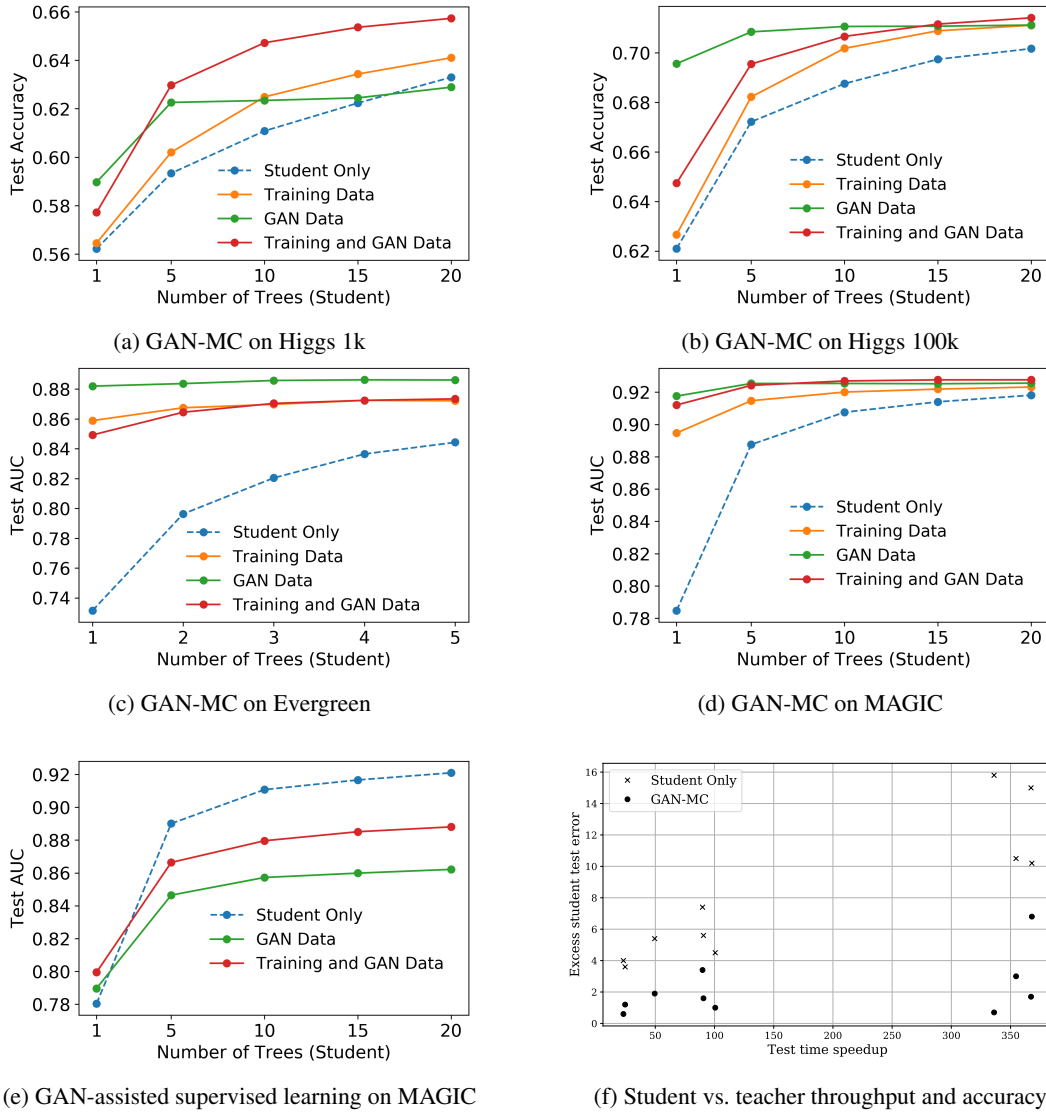 0.66
0.64
0.62
0.60
0.58
0.56
Test Accuracy
Student Only
Training Data
GAN Data
Training and GAN Data
1 5 10 15 20
Number of Trees (Student)
(a) GAN-MC on Higgs 1k
0.70
0.68
0.66
0.64
0.62
Test Accuracy
Student Only
Training Data
GAN Data
Training and GAN Data
1 5 10 15 20
Number of Trees (Student)
(b) GAN-MC on Higgs 100k
0.88
0.86
0.84
0.82
0.80
0.78
0.76
0.74
Test AUC
Student Only
Training Data
GAN Data
Training and GAN Data
1 2 3 4 5
Number of Trees (Student)
(c) GAN-MC on Evergreen
0.92
0.90
0.88
0.86
0.84
0.82
0.80
0.78
Test AUC
Student Only
Training Data
GAN Data
Training and GAN Data
1 5 10 15 20
Number of Trees (Student)
(d) GAN-MC on MAGIC
0.92
0.90
0.88
0.86
0.84
0.82
0.80
0.78
Test AUC
Student Only
GAN Data
Training and GAN Data
1 5 10 15 20
Number of Trees (Student)
(e) GAN-assisted supervised learning on MAGIC
16
14
12
10
8
6
4
2
0
Excess student test error
Student Only
GAN-MC
50 100 150 200 250 300 350
Test time speedup
(f) Student vs. teacher throughput and accuracy